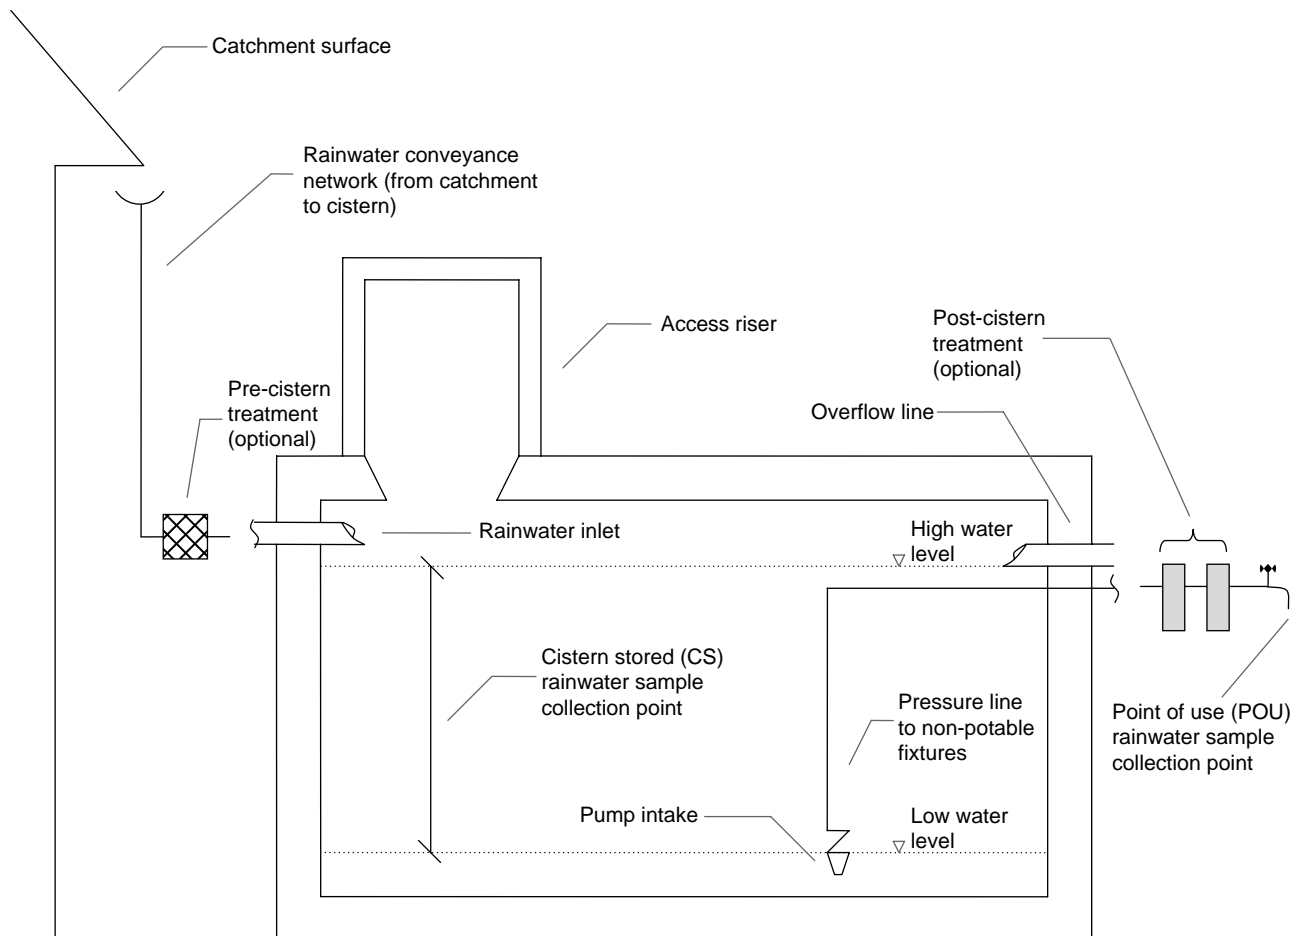 Catchment surface
Rainwater conveyance
network (from catchment
to cistern)
Access riser
Post-cistern
treatment
(optional)
Pre-cistern
treatment
(optional)
Overflow line
Rainwater inlet
High water
level
Cistern stored (CS)
rainwater sample
collection point
Pressure line
to non-potable
fixtures
Point of use (POU)
rainwater sample
collection point
Pump intake
Low water
level